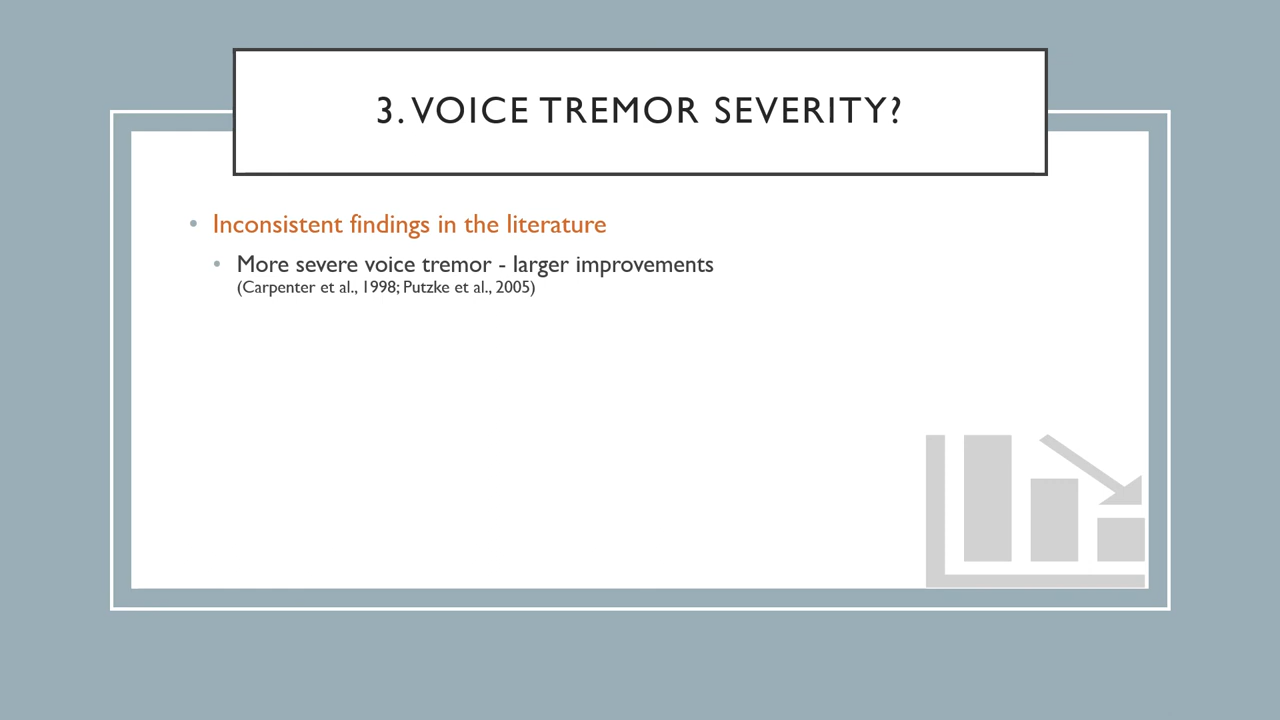 3. VOICE TREMOR SEVERITY?
• Inconsistent findings in the literature
• More severe voice tremor - larger improvements
(Carpenter et al., 1998; Putzke et al., 2005)